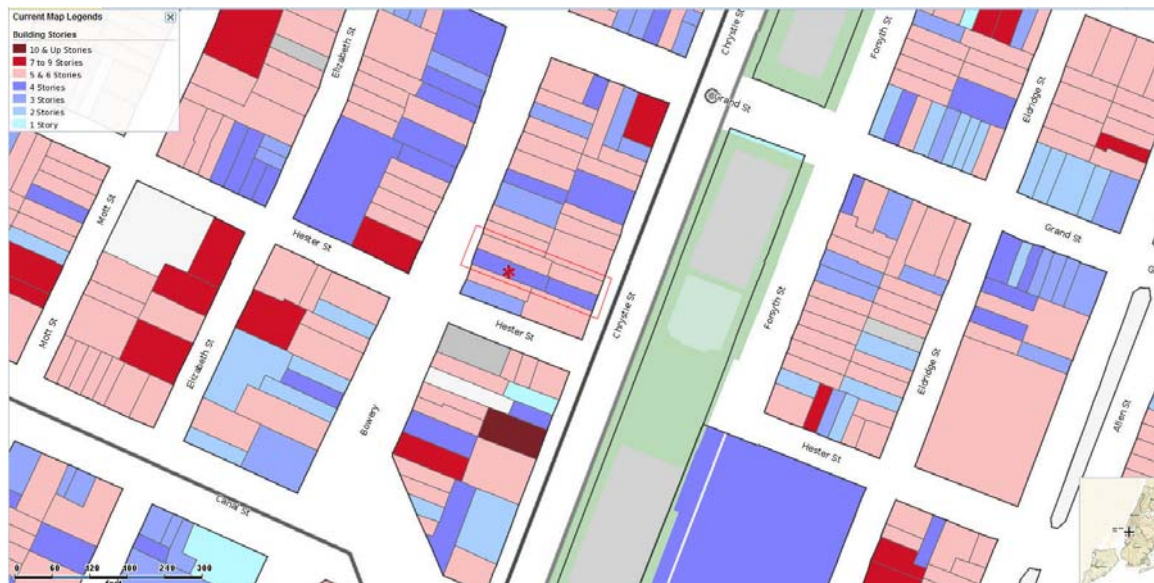 Current Map Legends
Building Stories
10 & Up Stories
7 to 9 Stories
5 & 6 Stories
4 Stories
3 Stories
2 Stories
1 Story
Elizabeth St
Chrystie St
Forsyth St
Eldridge St
Grand St
Mott St
Hester St
Grand St
Mott St
Elizabeth St
Bowery
Hester St
Chrystie St
Forsyth St
Eldridge St
Allen St
Hester St
Canal St
0 60 120 180 240 300
feet